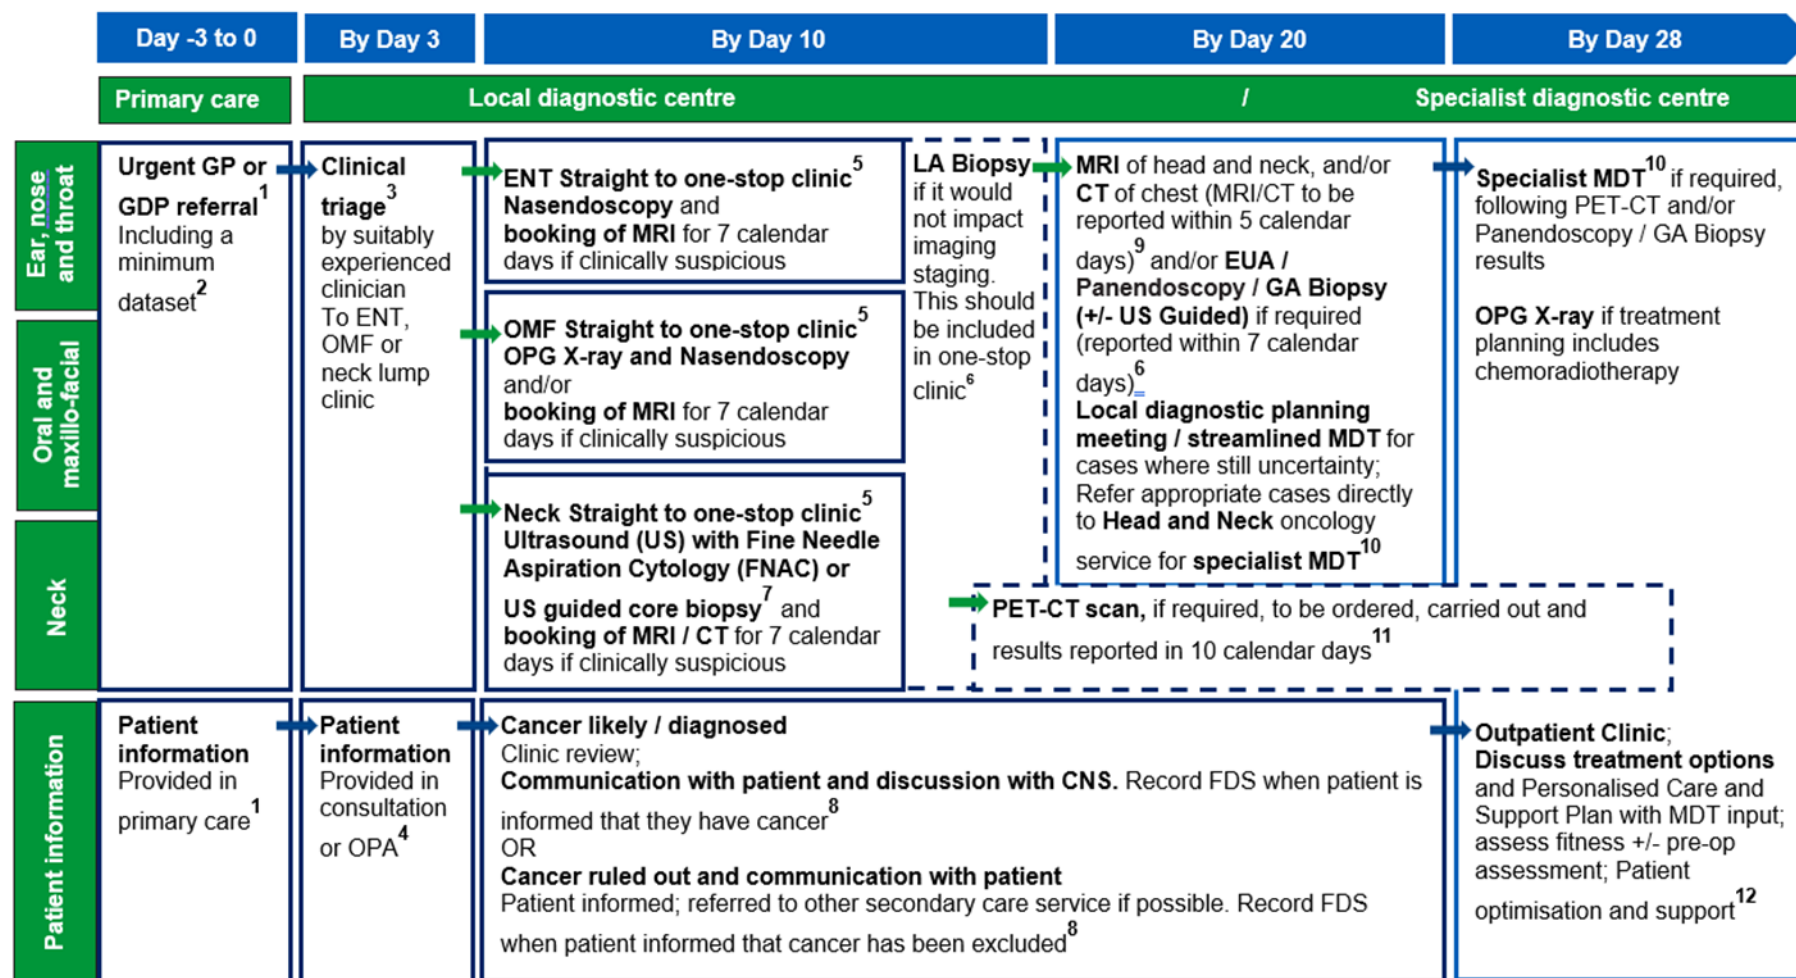 Day -3 to 0
By Day 3
By Day 10
By Day 20
By Day 28
Primary care
Local diagnostic centre
/
Specialist diagnostic centre
Ear, nose
and throat
Oral and
maxillo-facial
Neck
Patient information
Urgent GP or
GDP referral1
Including a
minimum
dataset2
Clinical
triage3
by suitably
experienced
clinician
To ENT,
OMF or
neck lump
clinic
ENT Straight to one-stop clinic5
Nasendoscopy and
booking of MRI for 7 calendar
days if clinically suspicious
OMF Straight to one-stop clinic5
OPG X-ray and Nasendoscopy
and/or
booking of MRI for 7 calendar
days if clinically suspicious
Neck Straight to one-stop clinic5
Ultrasound (US) with Fine Needle
Aspiration Cytology (FNAC) or
US guided core biopsy7 and
booking of MRI / CT for 7 calendar
days if clinically suspicious
LA Biopsy
if it would
not impact
imaging
staging.
This should
be included
in one-stop
clinic6
MRI of head and neck, and/or
CT of chest (MRI/CT to be
reported within 5 calendar
days)9 and/or EUA /
Panendoscopy / GA Biopsy
(+/- US Guided) if required
(reported within 7 calendar
days)6
Local diagnostic planning
meeting / streamlined MDT for
cases where still uncertainty;
Refer appropriate cases directly
to Head and Neck oncology
service for specialist MDT10
Specialist MDT10 if required,
following PET-CT and/or
Panendoscopy / GA Biopsy
results
OPG X-ray if treatment
planning includes
chemoradiotherapy
PET-CT scan, if required, to be ordered, carried out and
results reported in 10 calendar days11
Patient
information
Provided in
primary care1
Patient
information
Provided in
consultation
or OPA4
Cancer likely / diagnosed
Clinic review;
Communication with patient and discussion with CNS. Record FDS when patient is
informed that they have cancer8
OR
Cancer ruled out and communication with patient
Patient informed; referred to other secondary care service if possible. Record FDS
when patient informed that cancer has been excluded8
Outpatient Clinic;
Discuss treatment options
and Personalised Care and
Support Plan with MDT input;
assess fitness +/- pre-op
assessment; Patient
optimisation and support12